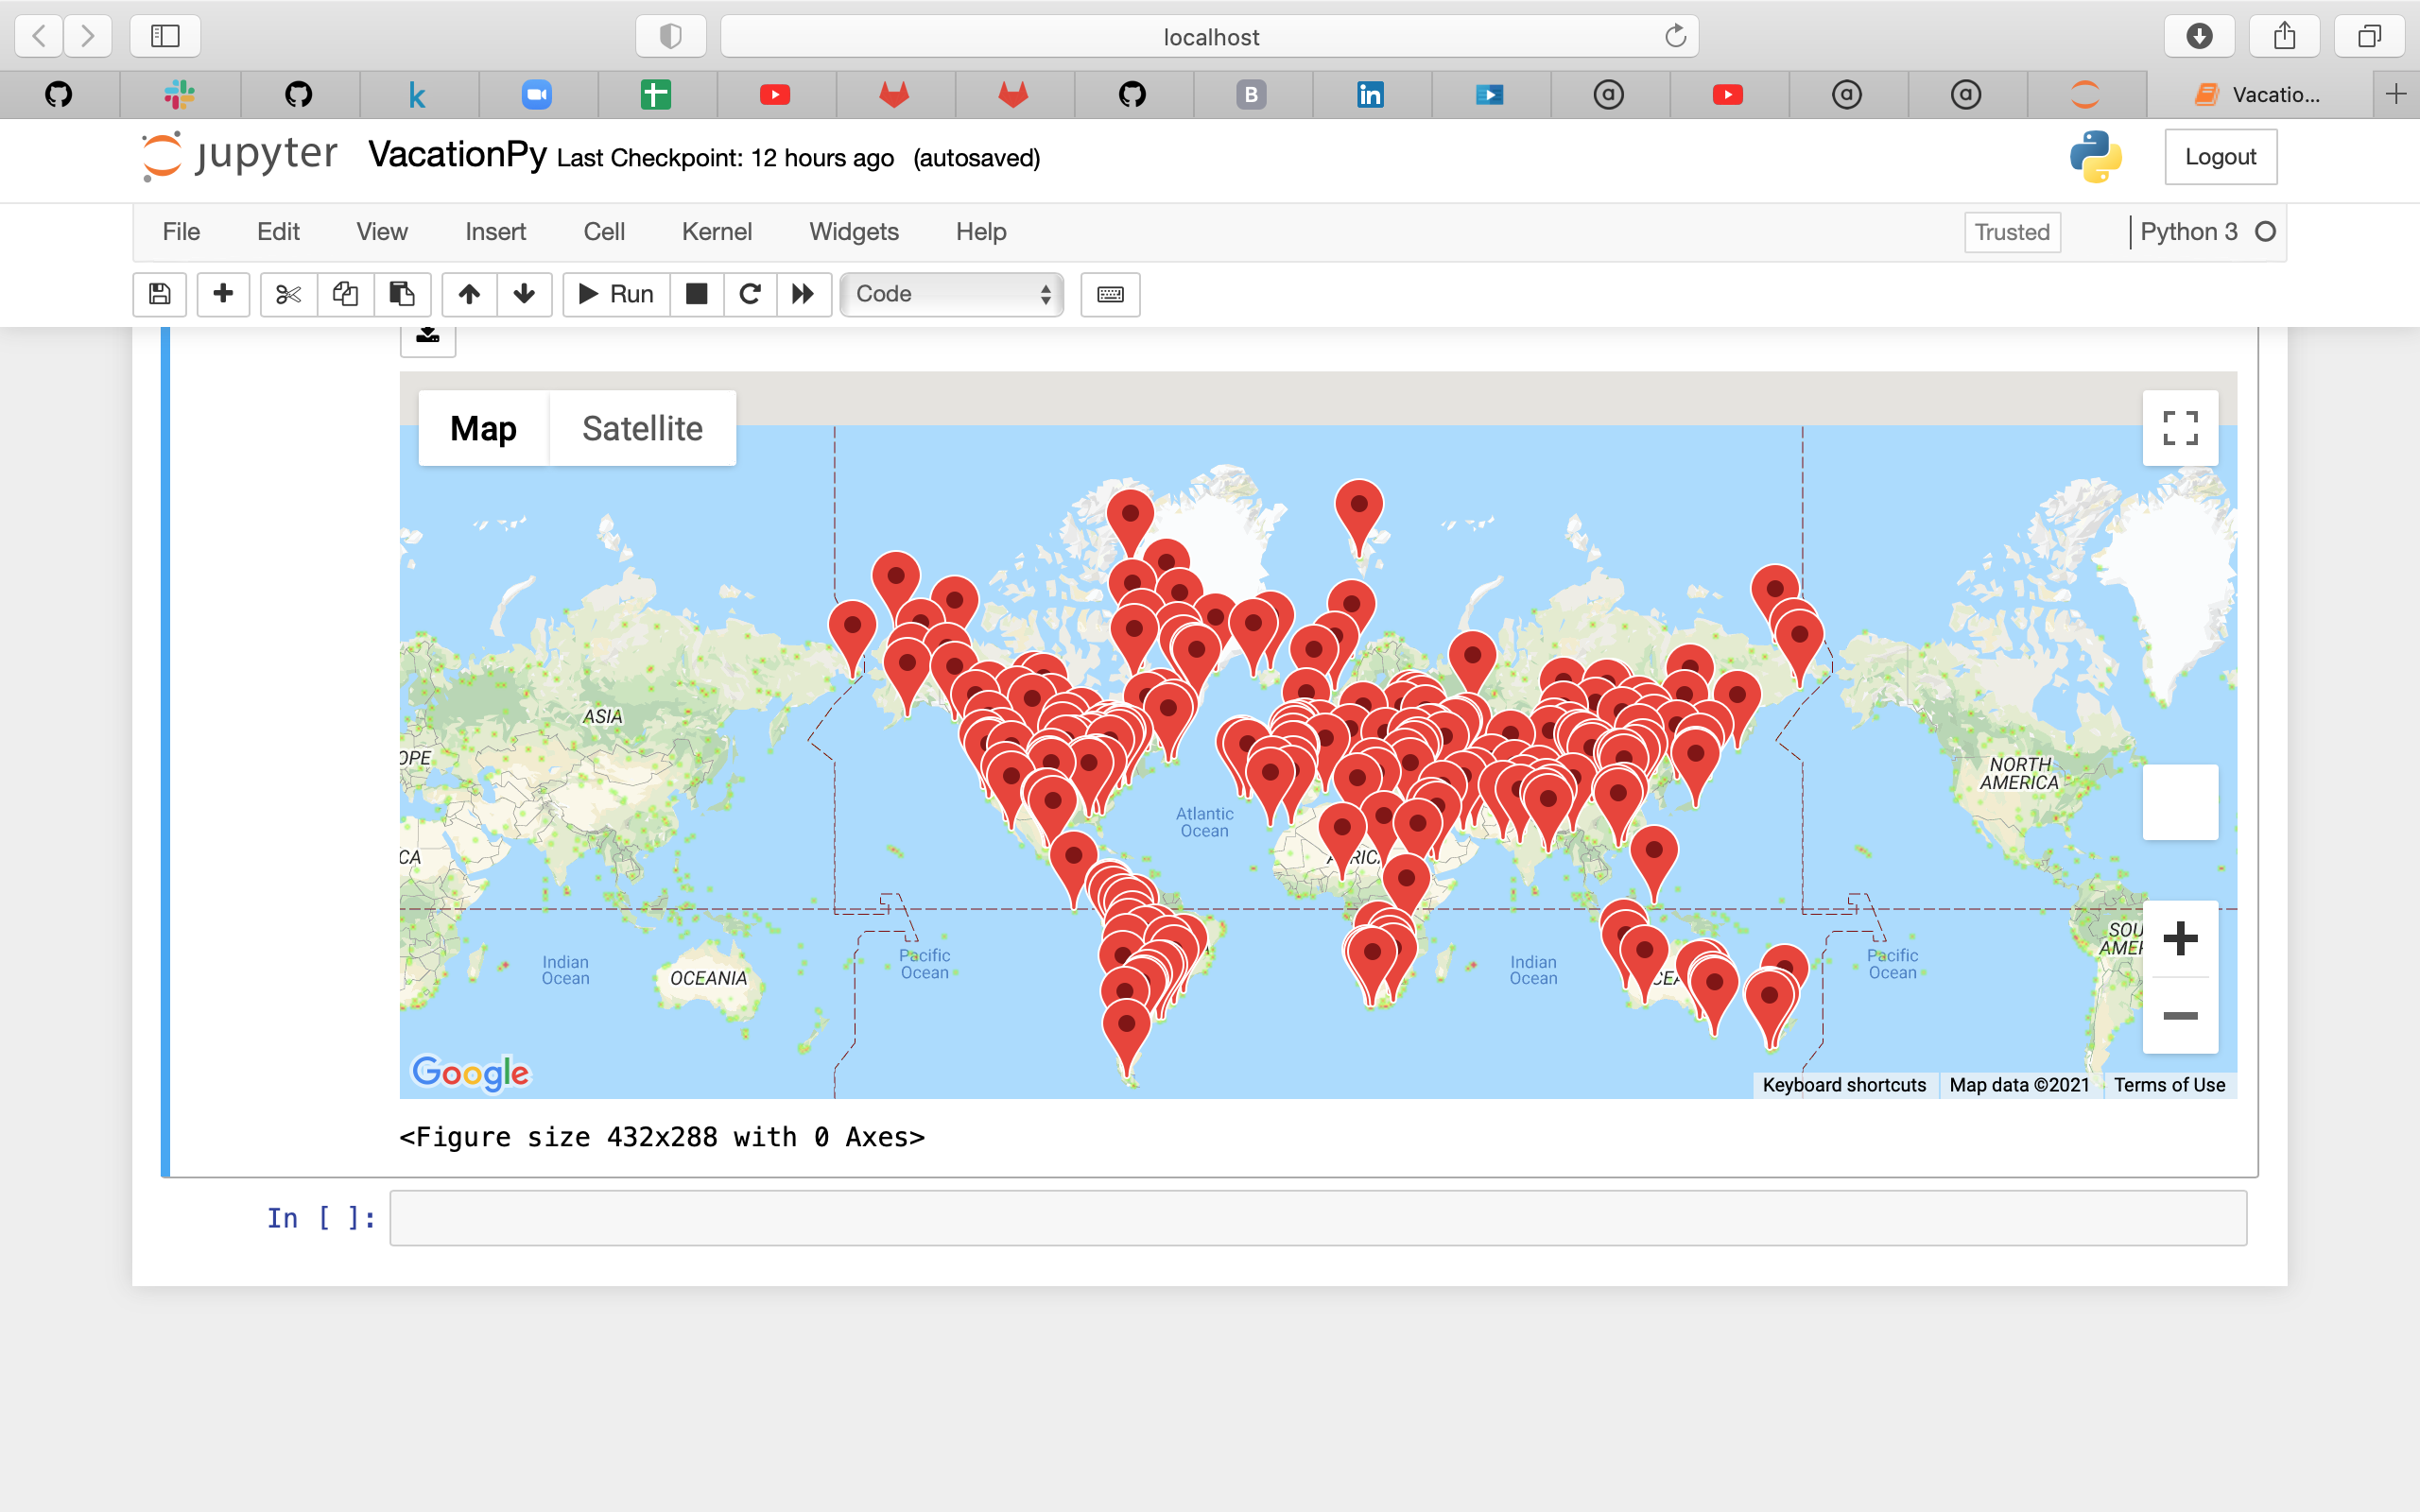 localhost
k
B
in
a
a
a
Vacatio...
jupyter VacationPy Last Checkpoint: 12 hours ago (autosaved)
Logout
File Edit View Insert Cell Kernel Widgets Help
Trusted
Python 3
Run
Code
Map Satellite
ASIA
OPE
NORTH
AMERICA
Atlantic
Ocean
CA
Indian
Ocean
OCEANIA
Pacific
Ocean
Indian
Ocean
Pacific
Ocean
SOU
AMER
Google
Keyboard shortcuts
Map data ©2021
Terms of Use
<Figure size 432x288 with 0 Axes>
In [ ]: